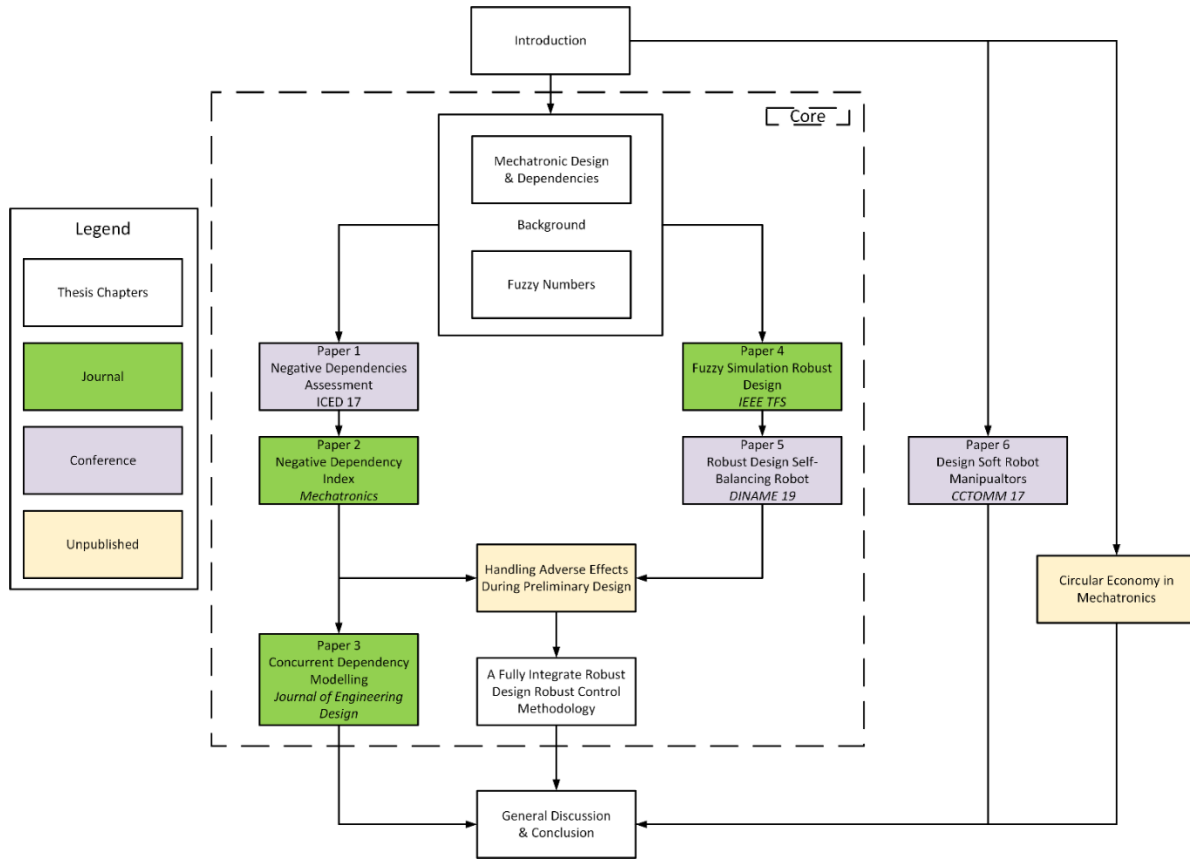 Introduction
Core
Mechatronic Design
& Dependencies
Background
Fuzzy Numbers
Legend
Thesis Chapters
Journal
Conference
Unpublished
Paper 1
Negative Dependencies
Assessment
ICED 17
Paper 4
Fuzzy Simulation Robust
Design
IEEE TFS
Paper 2
Negative Dependency
Index
Mechatronics
Paper 5
Robust Design Self-
Balancing Robot
DINAME 19
Paper 6
Design Soft Robot
Manipualtors
CCTOMM 17
Handling Adverse Effects
During Preliminary Design
Circular Economy in
Mechatronics
Paper 3
Concurrent Dependency
Modelling
Journal of Engineering
Design
A Fully Integrate Robust
Design Robust Control
Methodology
General Discussion
& Conclusion